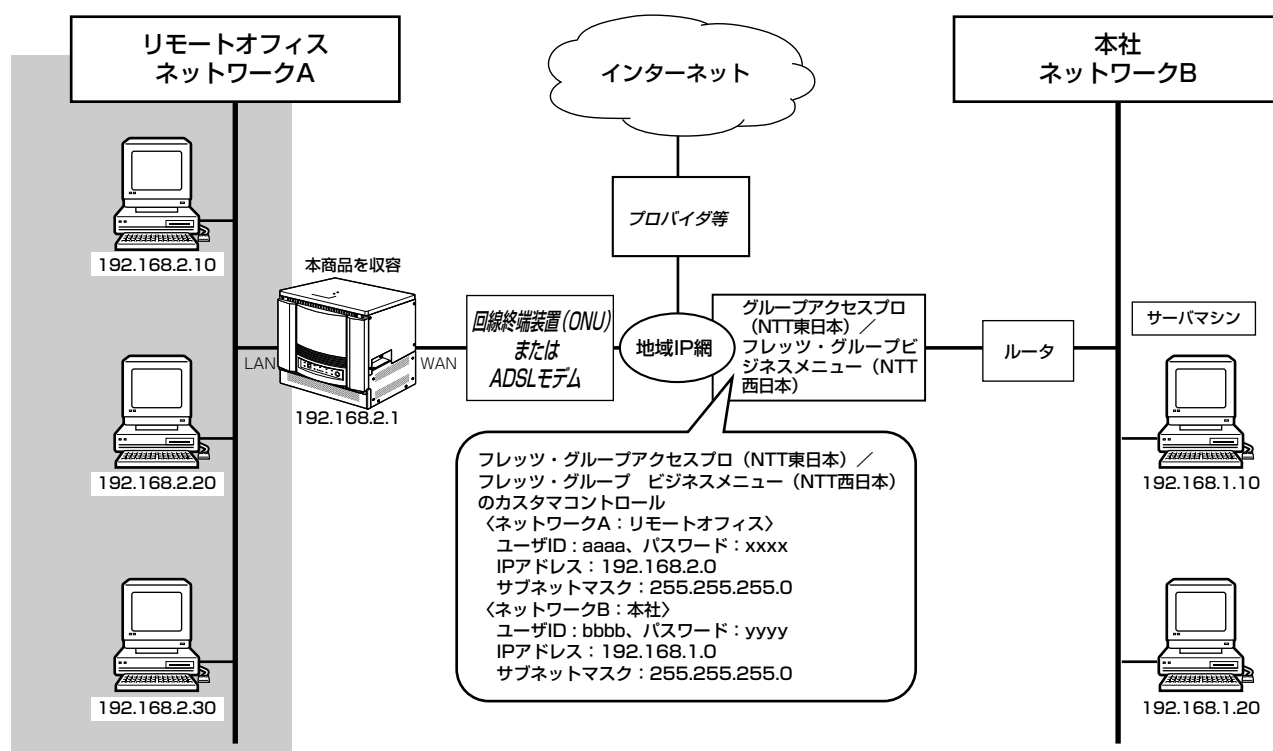 リモートオフィス
ネットワークA
インターネット
本社
ネットワークB
プロバイダ等
192.168.2.10
本商品を収容
LAN
WAN
192.168.2.1
回線終端装置(ONU)
または
ADSLモデム
地域IP網
グループアクセスプロ
(NTT東日本)/
フレッツ・グループビ
ジネスメニュー(NTT
西日本)
ルータ
サーバマシン
192.168.2.20
192.168.1.10
フレッツ・グループアクセスプロ(NTT東日本)/
フレッツ・グループ ビジネスメニュー(NTT西日本)
のカスタマコントロール
〈ネットワークA:リモートオフィス〉
ユーザID:aaaa、パスワード:xxxx
IPアドレス:192.168.2.0
サブネットマスク:255.255.255.0
〈ネットワークB:本社〉
ユーザID:bbbb、パスワード:yyyy
IPアドレス:192.168.1.0
サブネットマスク:255.255.255.0
192.168.2.30
192.168.1.20